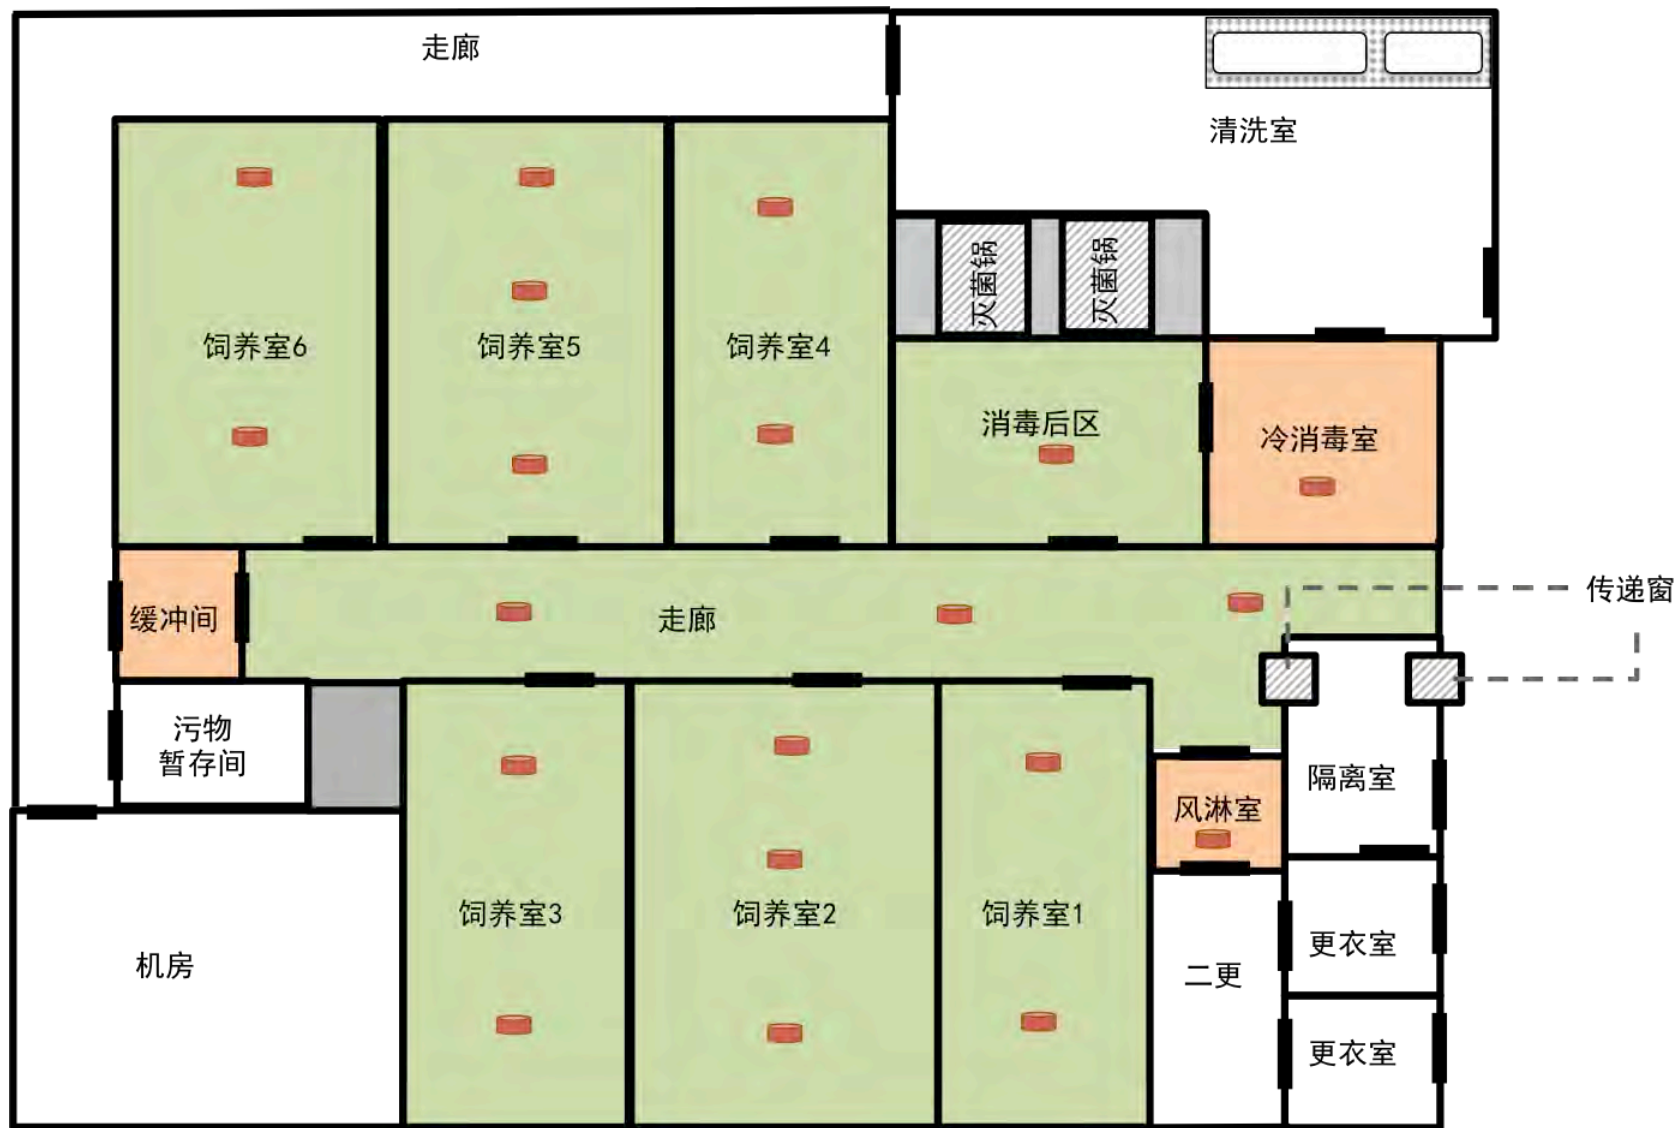 走廊
清洗室
灭菌锅
灭菌锅
饲养室6
饲养室5
饲养室4
消毒后区
冷消毒室
缓冲间
走廊
传递窗
污物
暂存间
隔离室
风淋室
饲养室3
饲养室2
饲养室1
更衣室
机房
二更
更衣室